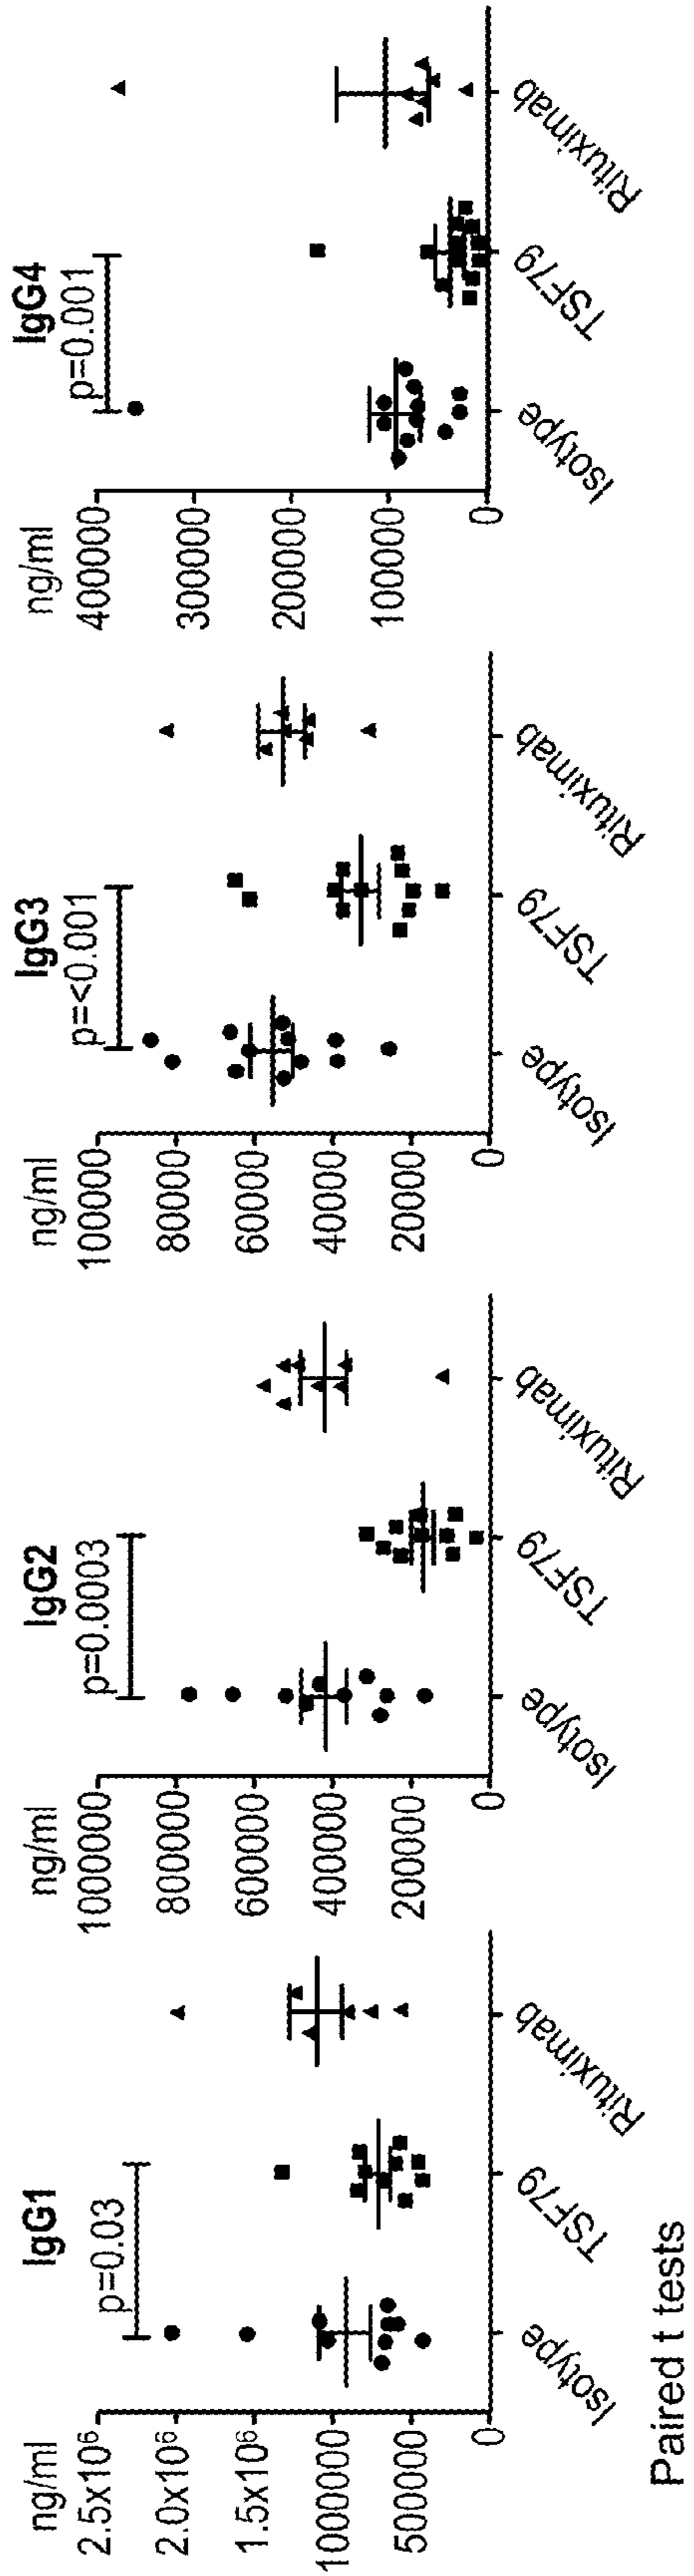 IgG1
p=0.03
ng/ml
2.5x10⁶
2.0x10⁶
1.5x10⁶
1000000
500000
0
Isotype
TSF79
Rituximab
IgG2
p=0.0003
ng/ml
1000000
800000
600000
400000
200000
0
Isotype
TSF79
Rituximab
IgG3
p=<0.001
ng/ml
100000
80000
60000
40000
20000
0
Isotype
TSF79
Rituximab
IgG4
p=0.001
ng/ml
400000
300000
200000
100000
0
Isotype
TSF79
Rituximab
Paired t tests